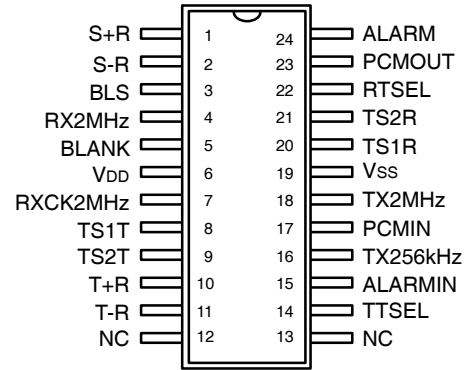 S+R 1 24 ALARM
S-R 2 23 PCMOUT
BLS 3 22 RTSEL
RX2MHz 4 21 TS2R
BLANK 5 20 TS1R
VDD 6 19 VSS
RXCK2MHz 7 18 TX2MHz
TS1T 8 17 PCMIN
TS2T 9 16 TX256kHz
T+R 10 15 ALARMIN
T-R 11 14 TTSEL
NC 12 13 NC